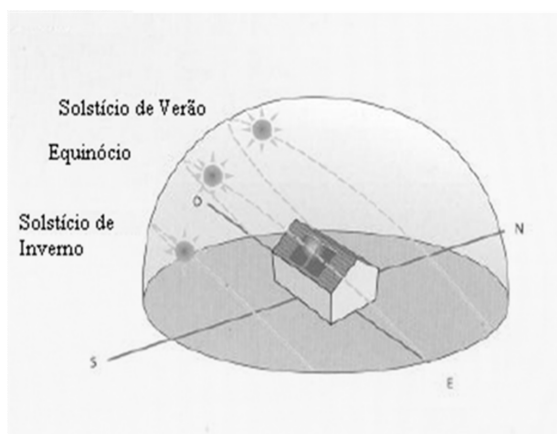 Solstício de Verão
Equinócio
O
Solstício de
Inverno
N
S
E